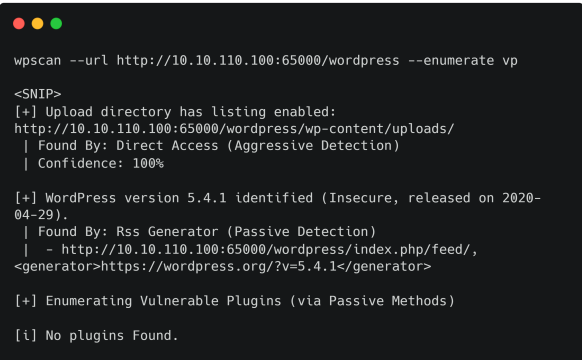 wpscan --url http://10.10.110.100:65000/wordpress --enumerate vp
<SNIP>
[+] Upload directory has listing enabled:
http://10.10.110.100:65000/wordpress/wp-content/uploads/
| Found By: Direct Access (Aggressive Detection)
| Confidence: 100%
[+] WordPress version 5.4.1 identified (Insecure, released on 2020-
04-29).
| Found By: Rss Generator (Passive Detection)
|  - http://10.10.110.100:65000/wordpress/index.php/feed/,
<generator>https://wordpress.org/?v=5.4.1</generator>
[+] Enumerating Vulnerable Plugins (via Passive Methods)
[i] No plugins Found.